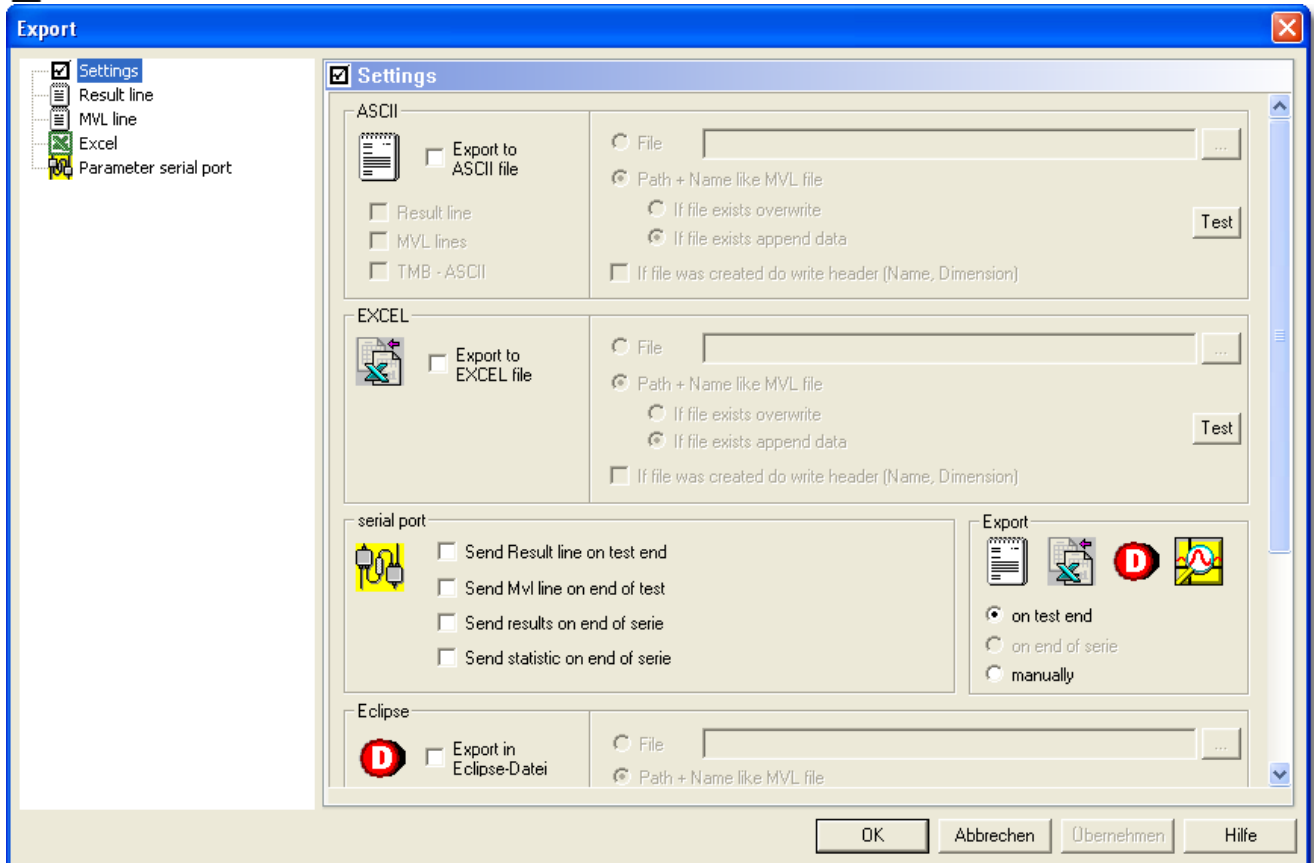 Export
Settings
Result line
MVL line
Excel
Parameter serial port
Settings
ASCII
Export to
ASCII file
Result line
MVL lines
TMB - ASCII
File
...
Path + Name like MVL file
If file exists overwrite
If file exists append data
Test
If file was created do write header (Name, Dimension)
EXCEL
Export to
EXCEL file
File
...
Path + Name like MVL file
If file exists overwrite
If file exists append data
Test
If file was created do write header (Name, Dimension)
serial port
Send Result line on test end
Send Mvl line on end of test
Send results on end of serie
Send statistic on end of serie
Export
D
on test end
on end of serie
manually
Eclipse
D
Export in
Eclipse-Datei
File
...
Path + Name like MVL file
OK
Abbrechen
Übernehmen
Hilfe